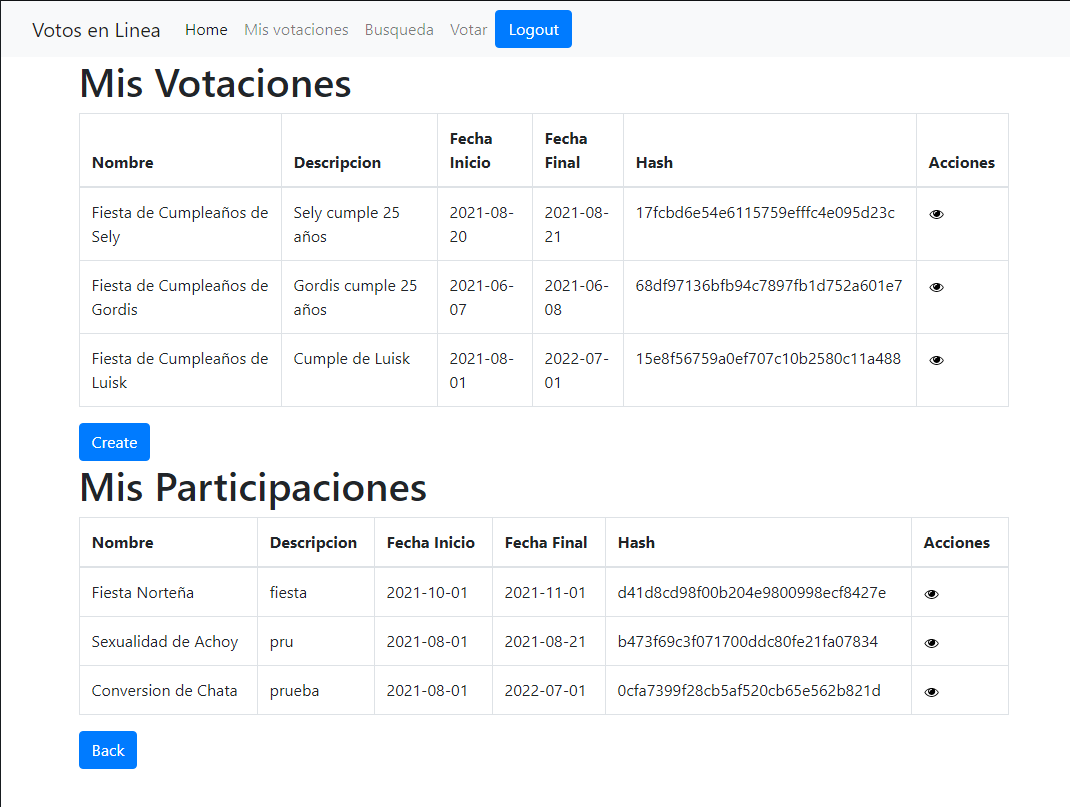 Votos en Linea Home Mis votaciones Busqueda Votar Logout
Mis Votaciones
Nombre Descripcion Fecha Inicio Fecha Final Hash Acciones
Fiesta de Cumpleaños de Sely Sely cumple 25 años 2021-08-20 2021-08-21 17fcbd6e54e6115759efffc4e095d23c
Fiesta de Cumpleaños de Gordis Gordis cumple 25 años 2021-06-07 2021-06-08 68df97136bfb94c7897fb1d752a601e7
Fiesta de Cumpleaños de Luisk Cumple de Luisk 2021-08-01 2022-07-01 15e8f56759a0ef707c10b2580c11a488
Create
Mis Participaciones
Nombre Descripcion Fecha Inicio Fecha Final Hash Acciones
Fiesta Norteña fiesta 2021-10-01 2021-11-01 d41d8cd98f00b204e9800998ecf8427e
Sexualidad de Achoy pru 2021-08-01 2021-08-21 b473f69c3f071700ddc80fe21fa07834
Conversion de Chata prueba 2021-08-01 2022-07-01 0cfa7399f28cb5af520cb65e562b821d
Back